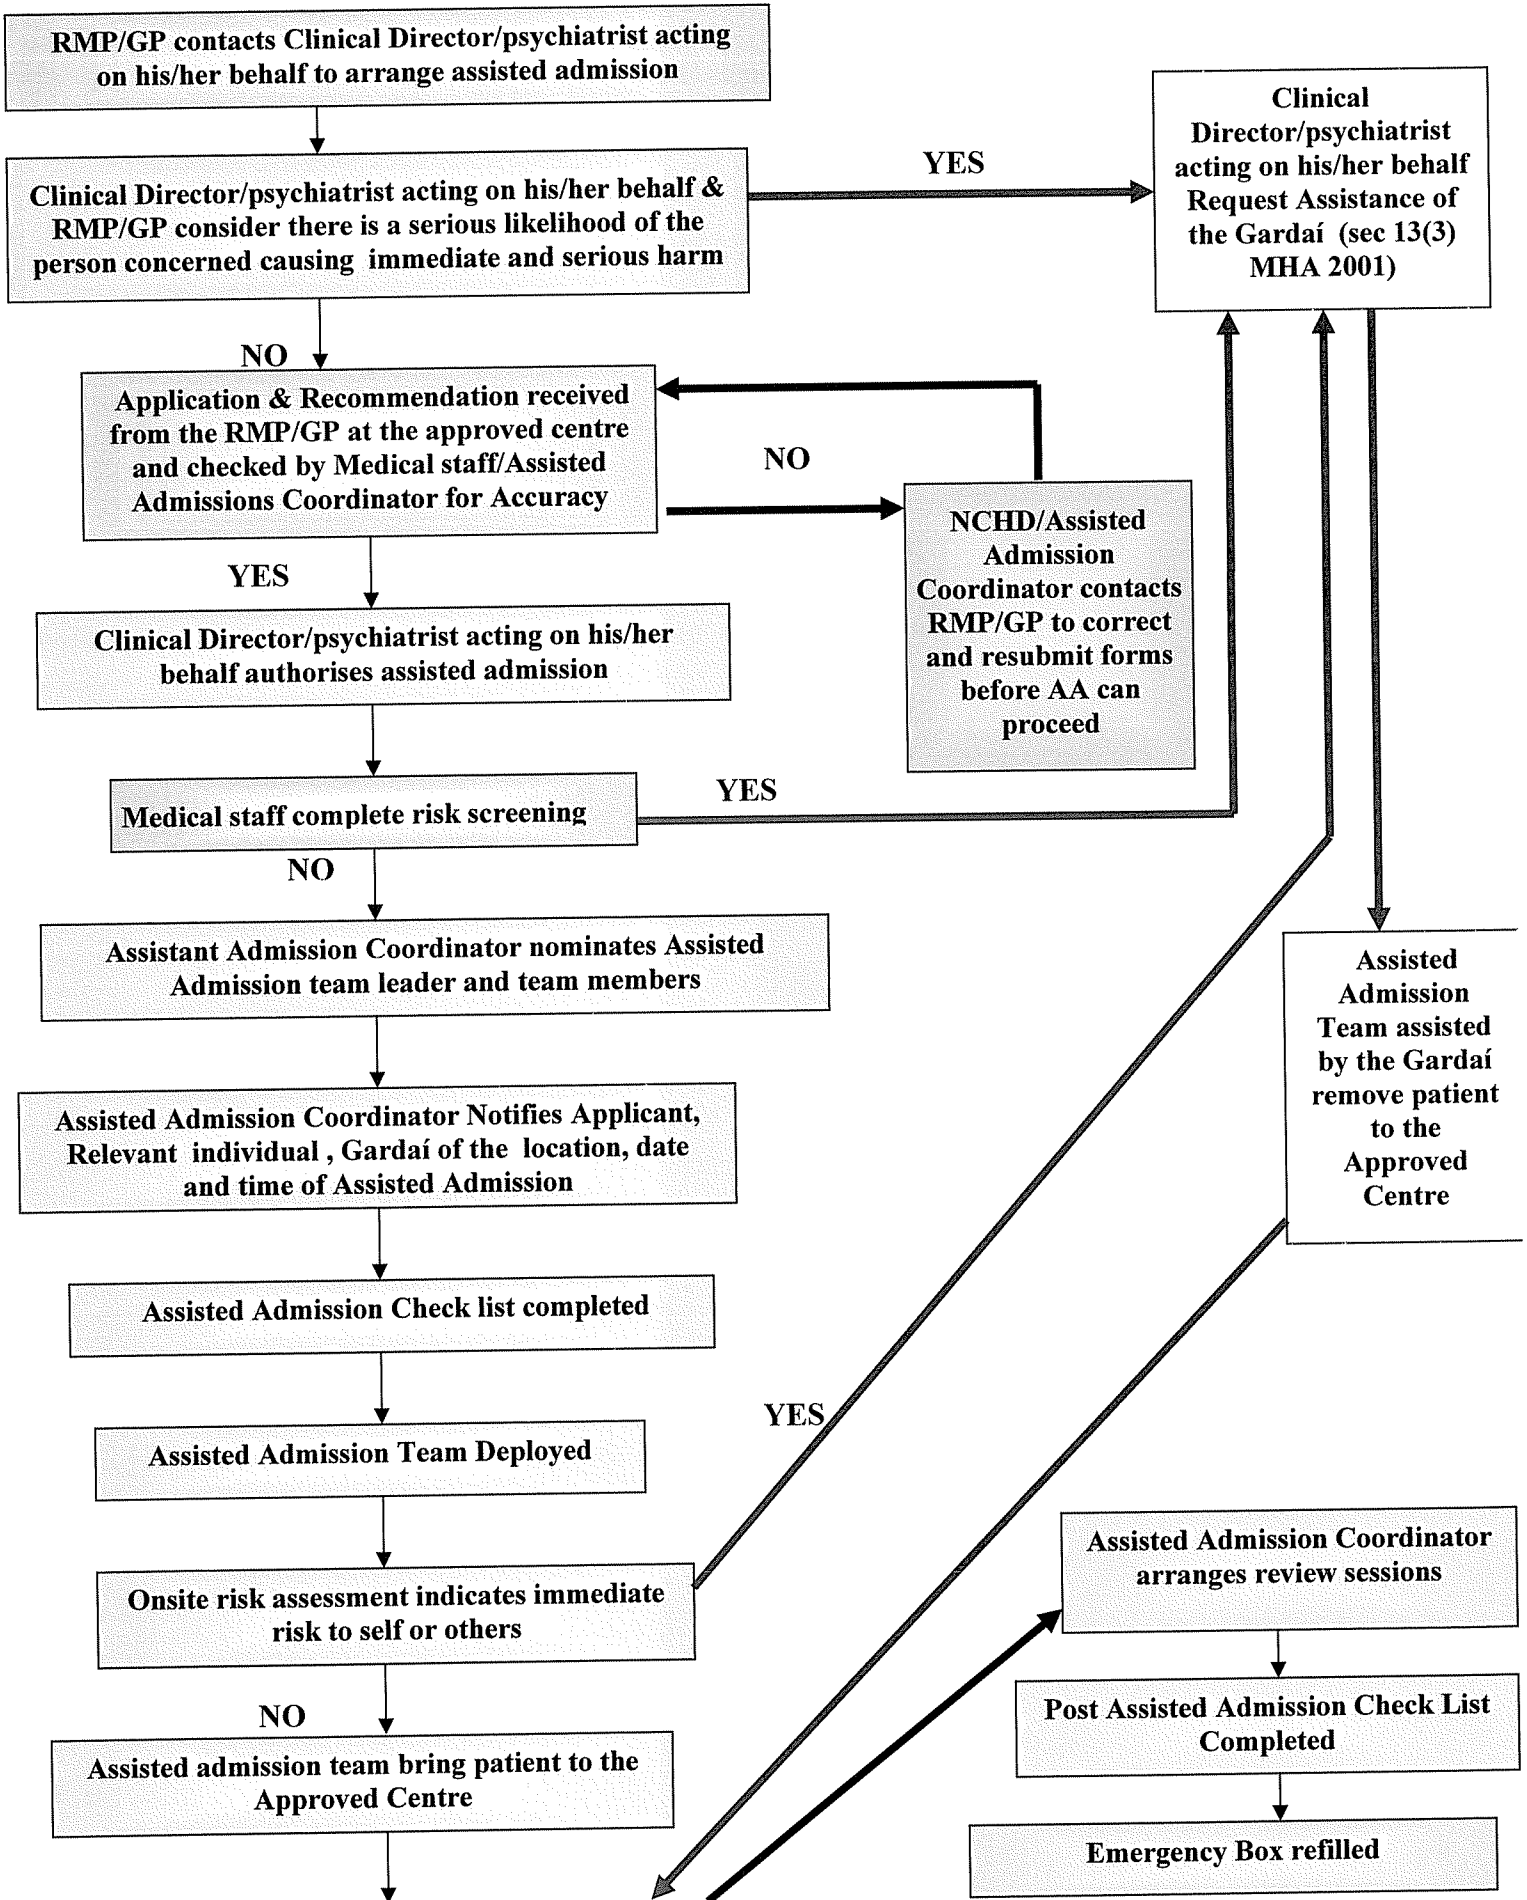 RMP/GP contacts Clinical Director/psychiatrist acting
on his/her behalf to arrange assisted admission
Clinical
Director/psychiatrist
acting on his/her behalf
Request Assistance of
the Gardaí (sec 13(3)
MHA 2001)
YES
Clinical Director/psychiatrist acting on his/her behalf &
RMP/GP consider there is a serious likelihood of the
person concerned causing immediate and serious harm
NO
Application & Recommendation received
from the RMP/GP at the approved centre
and checked by Medical staff/Assisted
Admissions Coordinator for Accuracy
NO
NCHD/Assisted
Admission
Coordinator contacts
RMP/GP to correct
and resubmit forms
before AA can
proceed
YES
Clinical Director/psychiatrist acting on his/her
behalf authorises assisted admission
Medical staff complete risk screening
YES
NO
Assistant Admission Coordinator nominates Assisted
Admission team leader and team members
Assisted
Admission
Team assisted
by the Gardaí
remove patient
to the
Approved
Centre
Assisted Admission Coordinator Notifies Applicant,
Relevant individual , Gardaí of the location, date
and time of Assisted Admission
Assisted Admission Check list completed
Assisted Admission Team Deployed
YES
Onsite risk assessment indicates immediate
risk to self or others
NO
Assisted admission team bring patient to the
Approved Centre
Assisted Admission Coordinator
arranges review sessions
Post Assisted Admission Check List
Completed
Emergency Box refilled